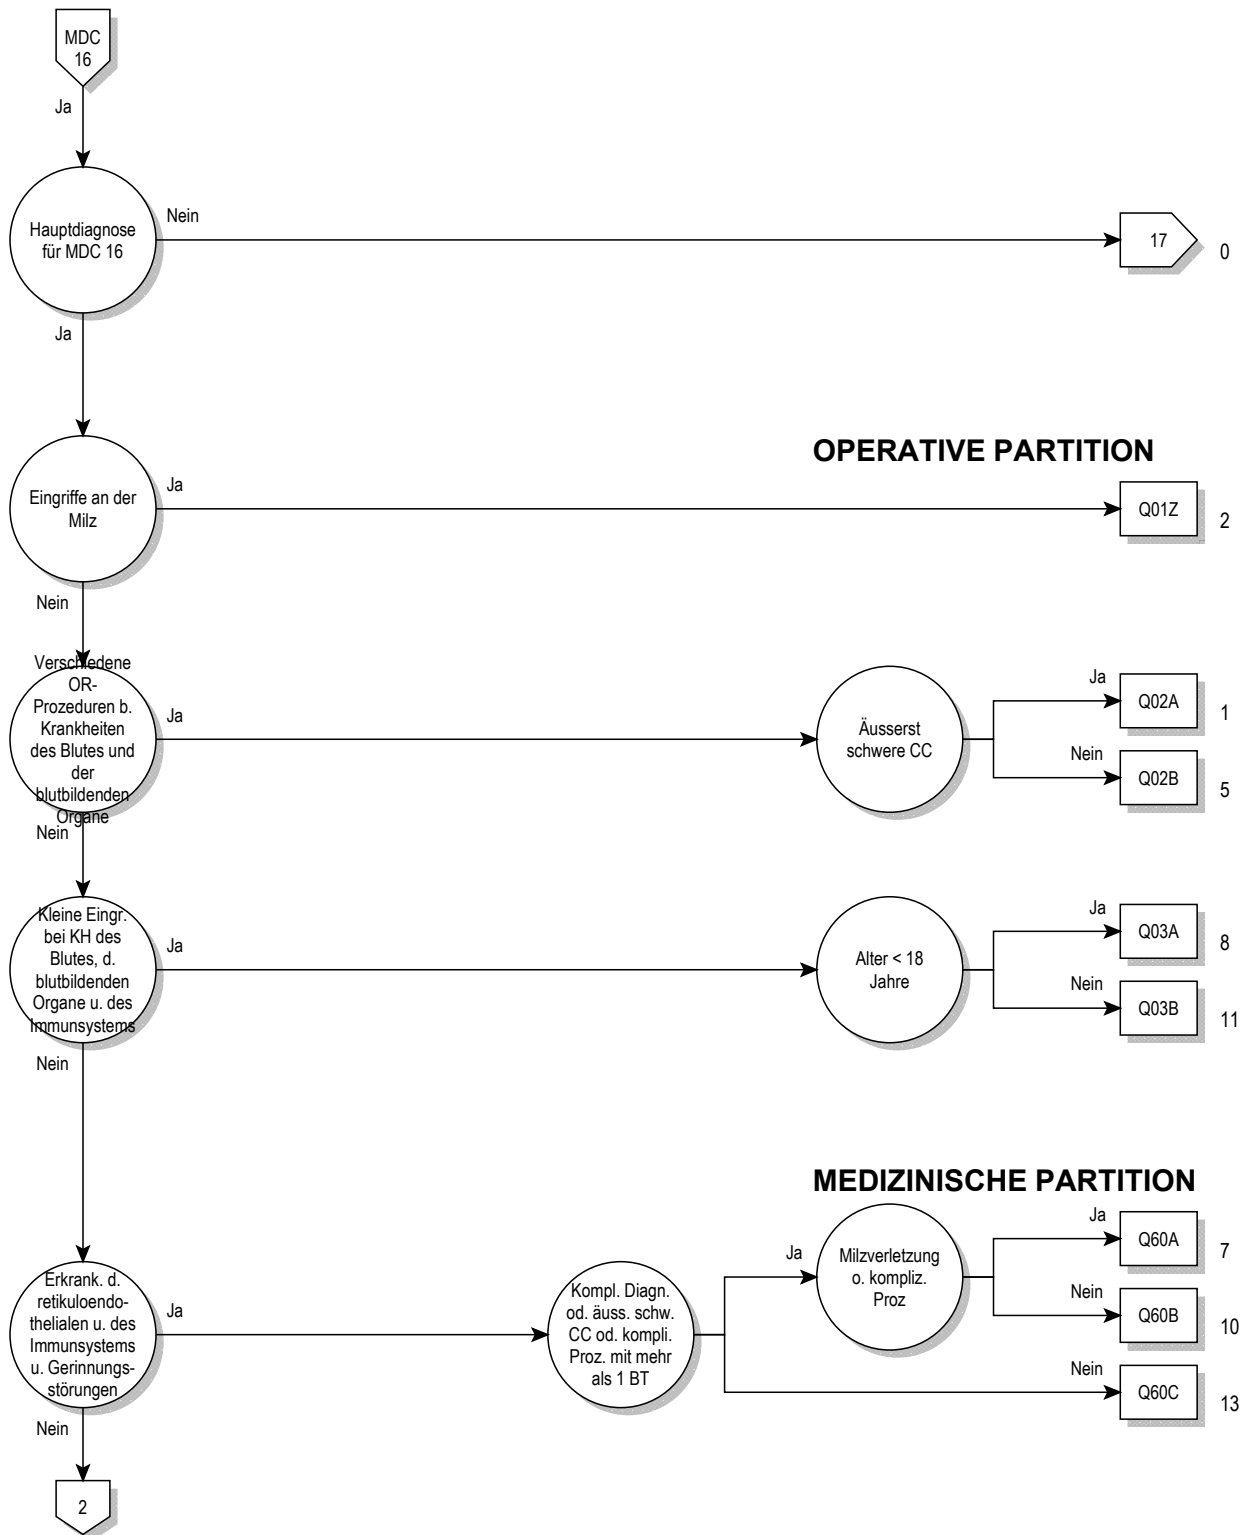 MDC
16
Ja
Hauptdiagnose
für MDC 16
Nein
17
0
Ja
OPERATIVE PARTITION
Eingriffe an der
Milz
Ja
Q01Z
2
Nein
Verschiedene
OR-
Prozeduren b.
Krankheiten
des Blutes und
der
blutbildenden
Organe
Ja
Äusserst
schwere CC
Ja
Q02A
1
Nein
Q02B
5
Nein
Kleine Eingr.
bei KH des
Blutes, d.
blutbildenden
Organe u. des
Immunsystems
Ja
Alter < 18
Jahre
Ja
Q03A
8
Nein
Q03B
11
Nein
MEDIZINISCHE PARTITION
Erkrank. d.
retikuloendo-
thelialen u. des
Immunsystems
u. Gerinnungs-
störungen
Ja
Kompl. Diagn.
od. äuss. schw.
CC od. kompli.
Proz. mit mehr
als 1 BT
Ja
Milzverletzung
o. kompliz.
Proz
Ja
Q60A
7
Nein
Q60B
10
Nein
Q60C
13
Nein
2